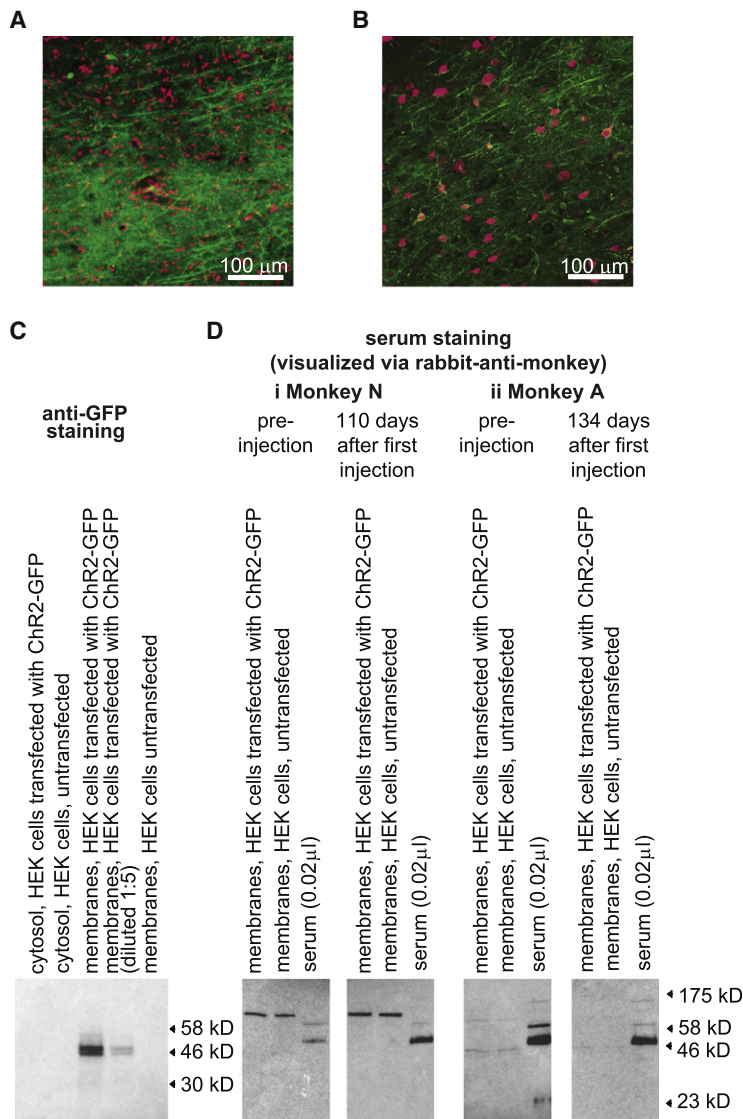 A
B
100 μm
100 μm
C
D
anti-GFP
staining
serum staining
(visualized via rabbit-anti-monkey)
i Monkey N
ii Monkey A
pre-
injection
110 days
after first
injection
pre-
injection
134 days
after first
injection
cytosol, HEK cells transfected with ChR2-GFP
cytosol, HEK cells, untransfected
membranes, HEK cells transfected with ChR2-GFP
membranes, HEK cells transfected with ChR2-GFP
(diluted 1:5)
membranes, HEK cells untransfected
membranes, HEK cells transfected with ChR2-GFP
membranes, HEK cells, untransfected
serum (0.02μl)
membranes, HEK cells transfected with ChR2-GFP
membranes, HEK cells, untransfected
serum (0.02μl)
membranes, HEK cells transfected with ChR2-GFP
membranes, HEK cells, untransfected
serum (0.02μl)
membranes, HEK cells transfected with ChR2-GFP
membranes, HEK cells, untransfected
serum (0.02μl)
58 kD
46 kD
30 kD
175 kD
58 kD
46 kD
23 kD